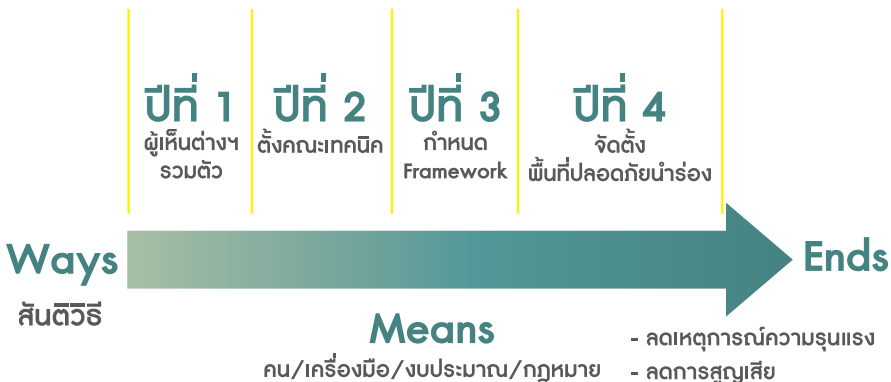 ปีที่ 1
ผู้เห็นต่างฯ
รวมตัว
ปีที่ 2
ตั้งคณะเทคนิค
ปีที่ 3
กำหนด
Framework
ปีที่ 4
จัดตั้ง
พื้นที่ปลอดภัยนำร่อง
Ways
สันติวิธี
Means
คน/เครื่องมือ/งบประมาณ/กฎหมาย
Ends
- ลดเหตุการณ์ความรุนแรง
- ลดการสูญเสีย